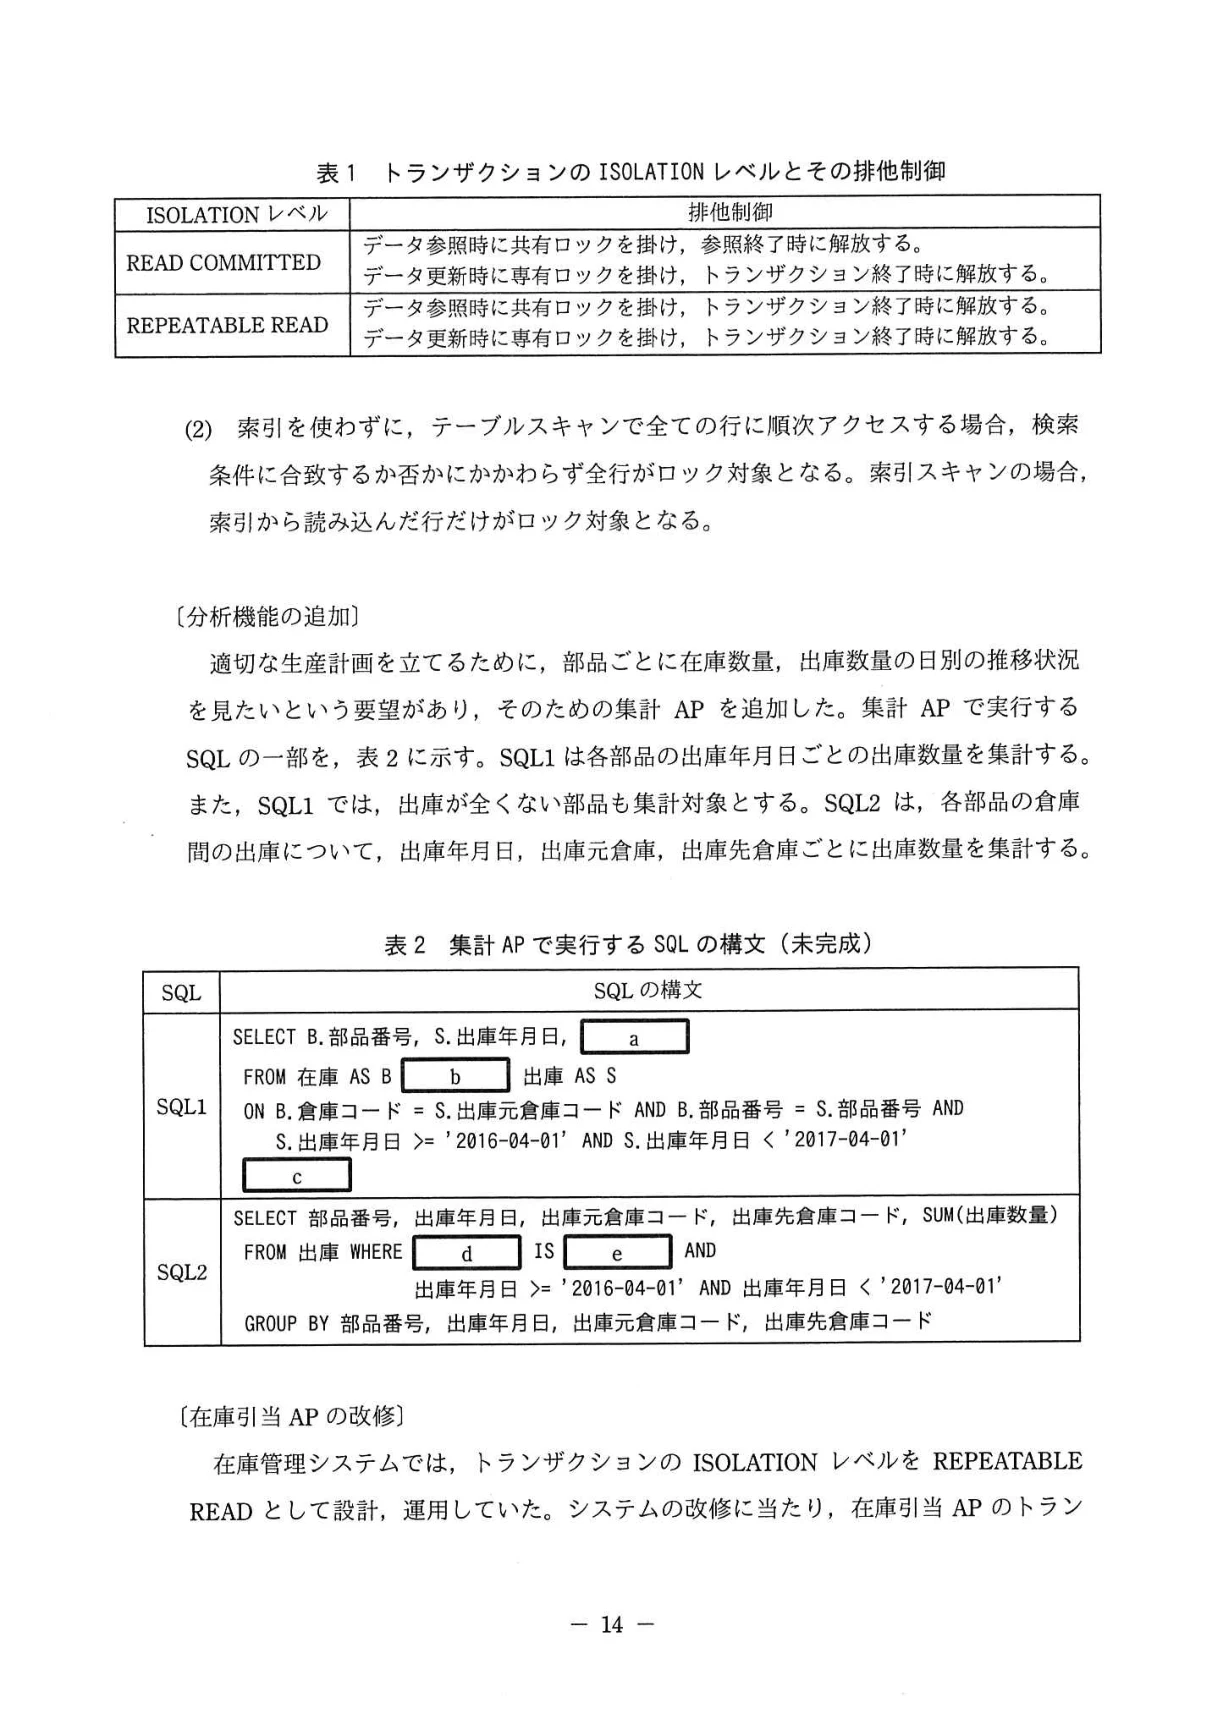 表1 トランザクションの ISOLATION レベルとその排他制御
ISOLATION レベル 排他制御
READ COMMITTED データ参照時に共有ロックを掛け，参照終了時に解放する。
データ更新時に専有ロックを掛け，トランザクション終了時に解放する。
REPEATABLE READ データ参照時に共有ロックを掛け，トランザクション終了時に解放する。
データ更新時に専有ロックを掛け，トランザクション終了時に解放する。
(2) 索引を使わずに，テーブルスキャンで全ての行に順次アクセスする場合，検索
条件に合致するか否かにかかわらず全行がロック対象となる。索引スキャンの場合，
索引から読み込んだ行だけがロック対象となる。
〔分析機能の追加〕
適切な生産計画を立てるために，部品ごとに在庫数量，出庫数量の日別の推移状況
を見たいという要望があり，そのための集計 AP を追加した。集計 AP で実行する
SQL の一部を，表 2 に示す。SQL1 は各部品の出庫年月日ごとの出庫数量を集計する。
また，SQL1 では，出庫が全くない部品も集計対象とする。SQL2 は，各部品の倉庫
間の出庫について，出庫年月日，出庫元倉庫，出庫先倉庫ごとに出庫数量を集計する。
表2 集計 AP で実行する SQL の構文（未完成）
SQL SQL の構文
SQL1 SELECT B.部品番号, S.出庫年月日, a
FROM 在庫 AS B b 出庫 AS S
ON B.倉庫コード = S.出庫元倉庫コード AND B.部品番号 = S.部品番号 AND
S.出庫年月日 >= '2016-04-01' AND S.出庫年月日 < '2017-04-01'
c
SQL2 SELECT 部品番号, 出庫年月日, 出庫元倉庫コード, 出庫先倉庫コード, SUM(出庫数量)
FROM 出庫 WHERE d IS e AND
出庫年月日 >= '2016-04-01' AND 出庫年月日 < '2017-04-01'
GROUP BY 部品番号, 出庫年月日, 出庫元倉庫コード, 出庫先倉庫コード
〔在庫引当 AP の改修〕
在庫管理システムでは，トランザクションの ISOLATION レベルを REPEATABLE
READ として設計，運用していた。システムの改修に当たり，在庫引当 AP のトラン
－ 14 －